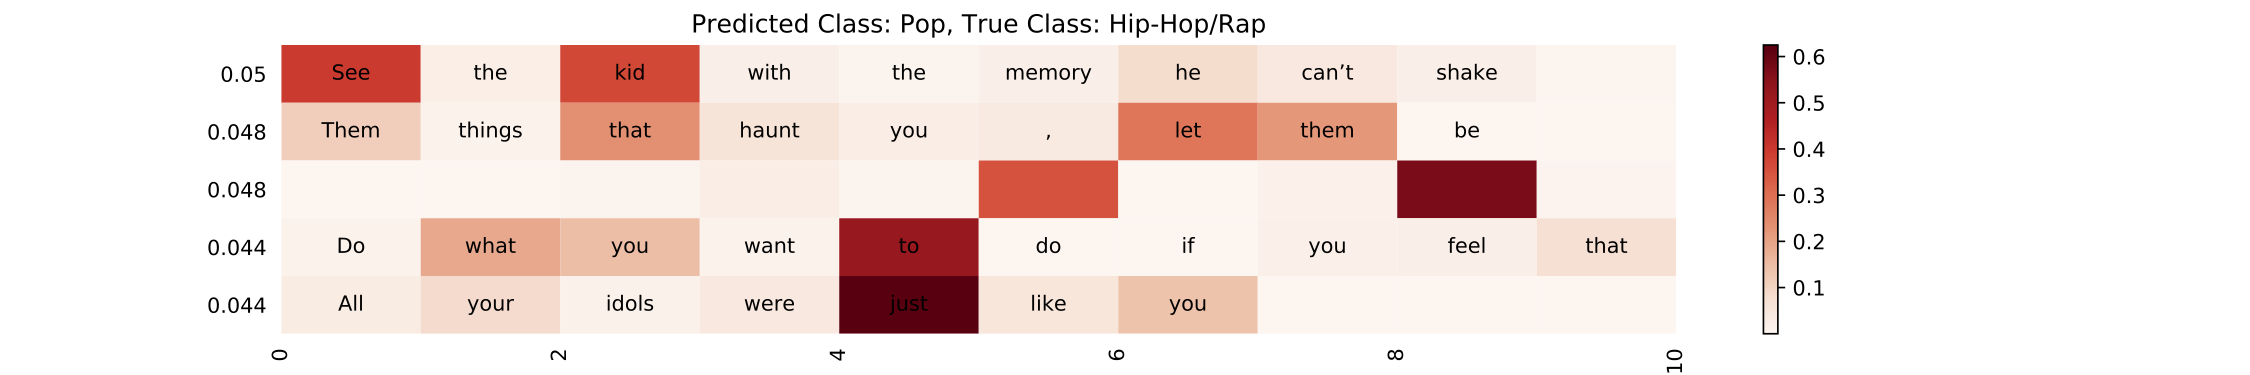 Predicted Class: Pop, True Class: Hip-Hop/Rap
0.05 See the kid with the memory he can’t shake
0.048 Them things that haunt you , let them be
0.048
0.044 Do what you want to do if you feel that
0.044 All your idols were just like you
0 2 4 6 8 10
0.6
0.5
0.4
0.3
0.2
0.1